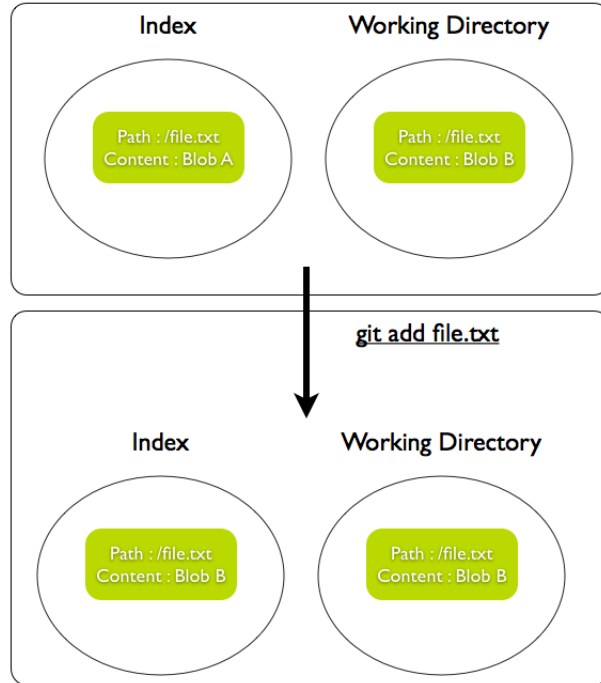 Index
Working Directory
Path : /file.txt
Content : Blob A
Path : /file.txt
Content : Blob B
git add file.txt
Index
Working Directory
Path : /file.txt
Content : Blob B
Path : /file.txt
Content : Blob B